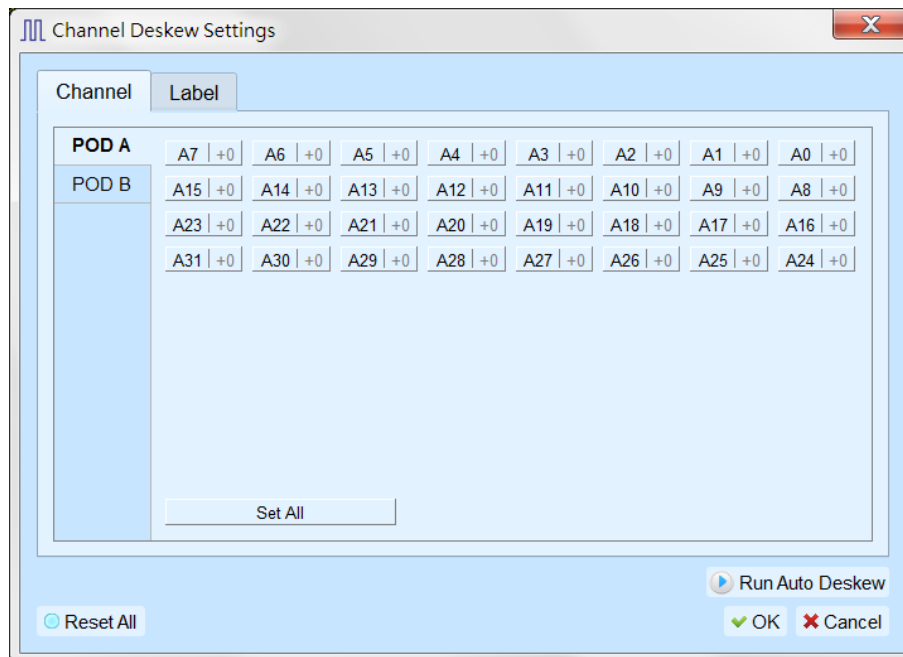 Channel Deskew Settings
Channel Label
POD A
POD B
A7 +0 A6 +0 A5 +0 A4 +0 A3 +0 A2 +0 A1 +0 A0 +0
A15 +0 A14 +0 A13 +0 A12 +0 A11 +0 A10 +0 A9 +0 A8 +0
A23 +0 A22 +0 A21 +0 A20 +0 A19 +0 A18 +0 A17 +0 A16 +0
A31 +0 A30 +0 A29 +0 A28 +0 A27 +0 A26 +0 A25 +0 A24 +0
Set All
Run Auto Deskew
Reset All OK Cancel